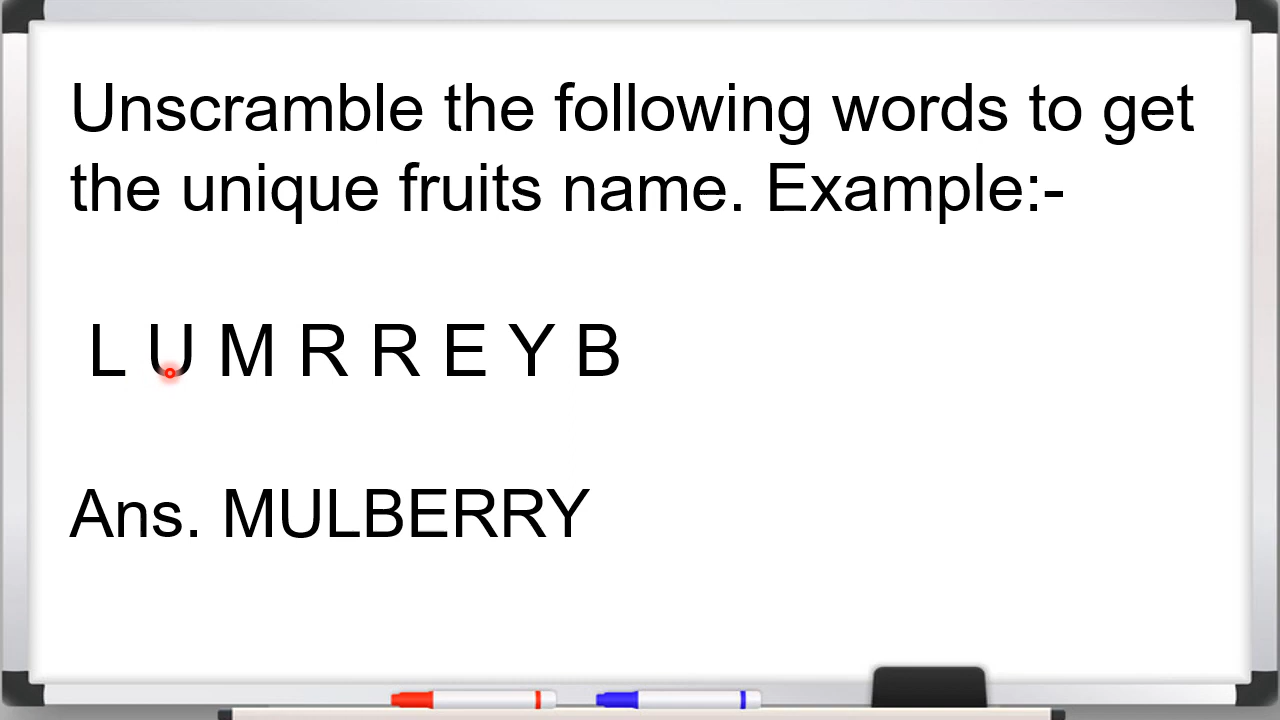 Unscramble the following words to get
the unique fruits name. Example:-
L U M R R E Y B
Ans. MULBERRY